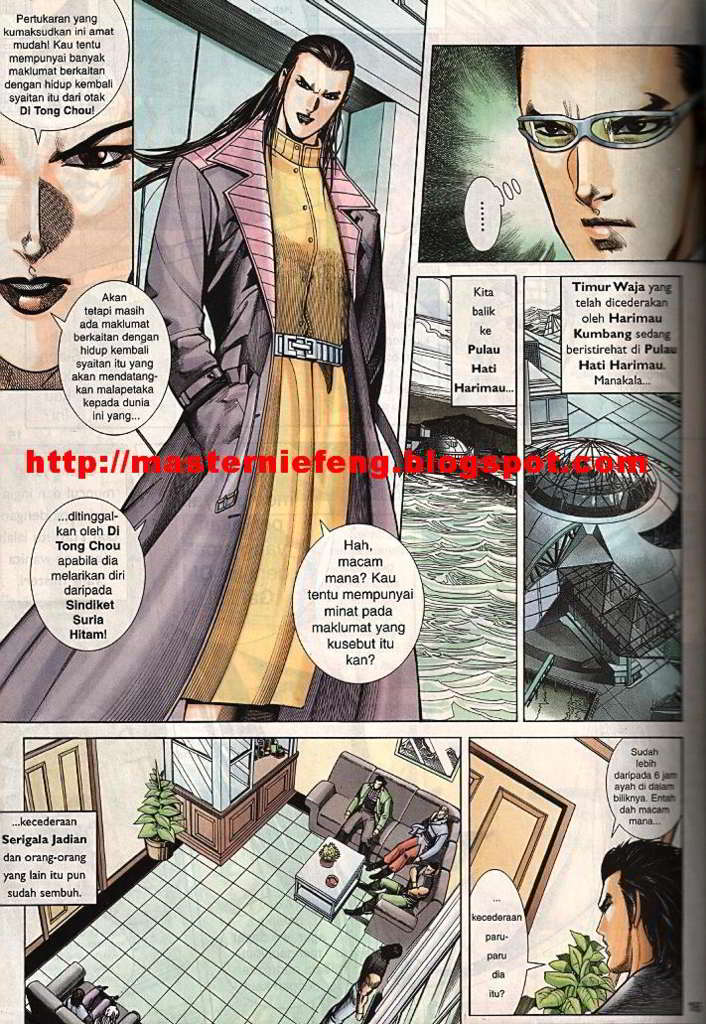 Pertukaran yang
kumaksudkan ini amat
mudah! Kau tentu
mempunyai banyak
maklumat berkaitan
dengan hidup kembali
syaitan itu dari otak
Di Tong Chou!
Akan
tetapi masih
ada maklumat
berkaitan dengan
hidup kembali
syaitan itu yang
akan mendatang-
kan malapetaka
kepada dunia
ini yang...
...ditinggal-
kan oleh Di
Tong Chou
apabila dia
melarikan diri
daripada
Sindiket
Suria
Hitam!
Hah,
macam
mana? Kau
tentu mempunyai
minat pada
maklumat yang
kusebut itu
kan?
......
Kita
balik
ke
Pulau
Hati
Harimau...
Timur Waja yang
telah dicederakan
oleh Harimau
Kumbang sedang
beristirehat di Pulau
Hati Harimau.
Manakala...
http://masterniefeng.blogspot.com
...kecederaan
Serigala Jadian
dan orang-orang
yang lain itu pun
sudah sembuh.
Sudah
lebih
daripada 6 jam
ayah di dalam
biliknya. Entah
dah macam
mana...
...
kecederaan
paru-
paru
dia
itu?